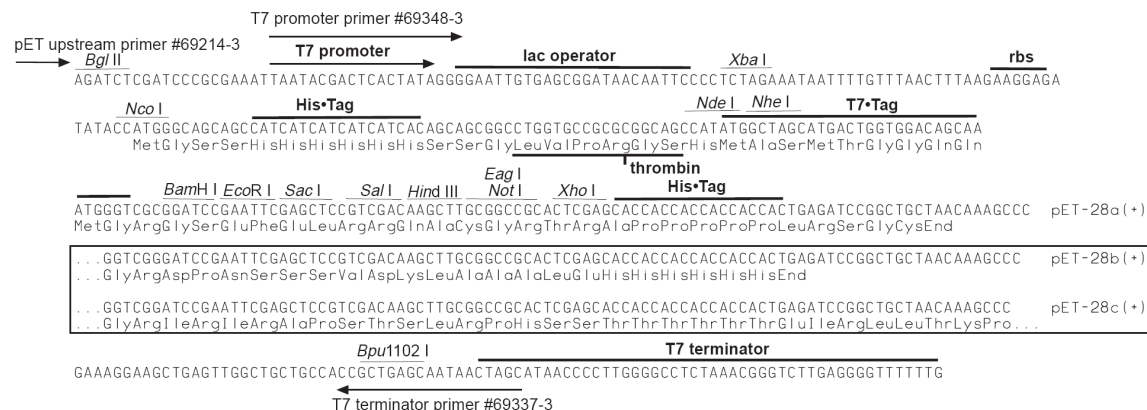 T7 promoter primer #69348-3
pET upstream primer #69214-3
Bgl II T7 promoter lac operator Xba I rbs
AGATCTCGATCCCGCGAAATTAATACGACTCACTATAGGGGAATTGTGAGCGGATAACAATTCCCCTCTAGAAATAATTTTGTTTAACTTTAAGAAGGAGA
Nco I His•Tag Nde I Nhe I T7•Tag
TATACCATGGGCAGCAGCCATCATCATCATCATCACAGCAGCGGCCTGGTGCCGCGCGGCAGCCATATGGCTAGCATGACTGGTGGACAGCAA
MetGlySerSerHisHisHisHisHisHisSerSerGlyLeuValProArgGlySerHisMetAlaSerMetThrGlyGlyGlnGln
thrombin
Eag I
BamH I EcoR I Sac I Sal I Hind III Not I Xho I His•Tag
ATGGGTCGCGGATCCGAATTCGAGCTCCGTCGACAAGCTTGCGGCCGCACTCGAGCACCACCACCACCACCACTGAGATCCGGCTGCTAACAAAGCCC pET-28a(+)
MetGlyArgGlySerGluPheGluLeuArgArgGlnAlaCysGlyArgThrArgAlaProProProProProProLeuArgSerGlyCysEnd
...GGTCGGGATCCGAATTCGAGCTCCGTCGACAAGCTTGCGGCCGCACTCGAGCACCACCACCACCACCACTGAGATCCGGCTGCTAACAAAGCCC pET-28b(+)
...GlyArgAspProAsnSerSerSerValAspLysLeuAlaAlaAlaLeuGluHisHisHisHisHisHisEnd
...GGTCGGATCCGAATTCGAGCTCCGTCGACAAGCTTGCGGCCGCACTCGAGCACCACCACCACCACCACTGAGATCCGGCTGCTAACAAAGCCC pET-28c(+)
...GlyArgIleArgIleArgAlaProSerThrSerLeuArgProHisSerSerThrThrThrThrThrThrGluIleArgLeuLeuThrLysPro...
Bpu1102 I T7 terminator
GAAAGGAAGCTGAGTTGGCTGCTGCCACCGCTGAGCAATAACTAGCATAACCCCTTGGGGCCTCTAAACGGGTCTTGAGGGGTTTTTTG
T7 terminator primer #69337-3